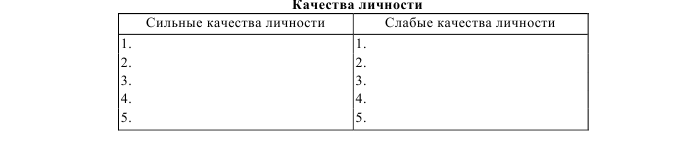 Качества личности
Сильные качества личности Слабые качества личности
1. 1.
2. 2.
3. 3.
4. 4.
5. 5.